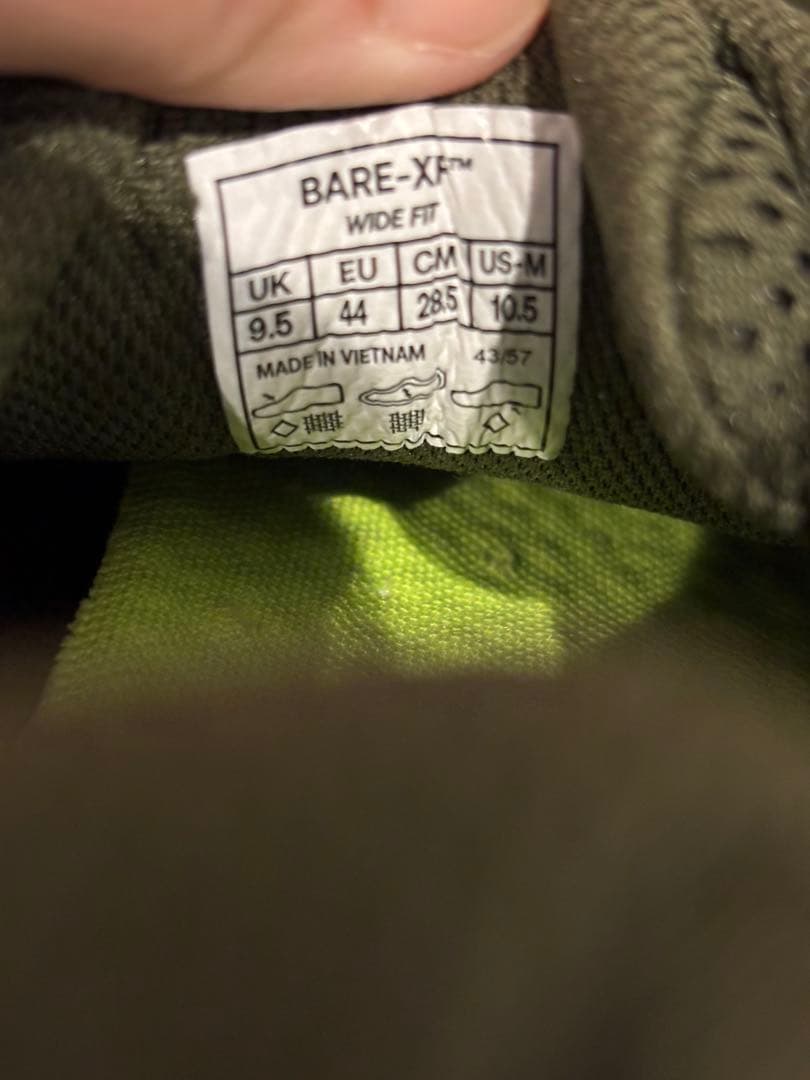 BARE-XF™
WIDE FIT
UK EU CM US-M
9.5 44 28.5 10.5
MADE IN VIETNAM 43/57